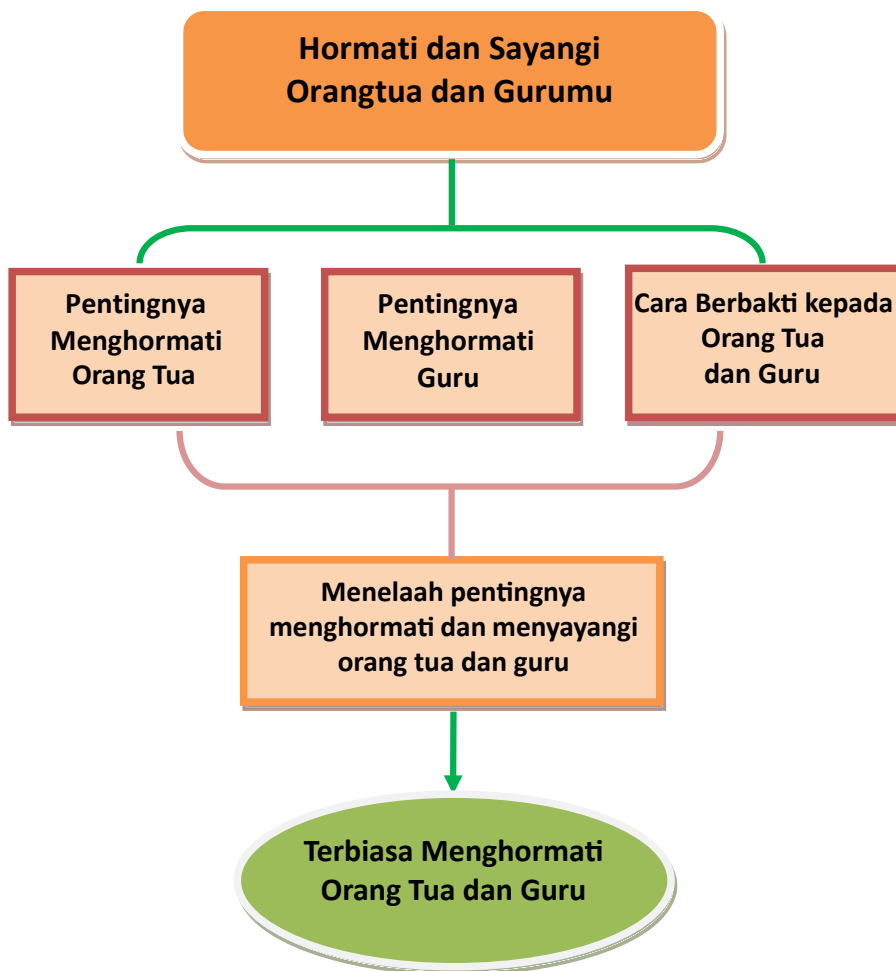 Hormati dan Sayangi
Orangtua dan Gurumu
Pentingnya
Menghormati
Orang Tua
Pentingnya
Menghormati
Guru
Cara Berbakti kepada
Orang Tua
dan Guru
Menelaah pentingnya
menghormati dan menyayangi
orang tua dan guru
Terbiasa Menghormati
Orang Tua dan Guru